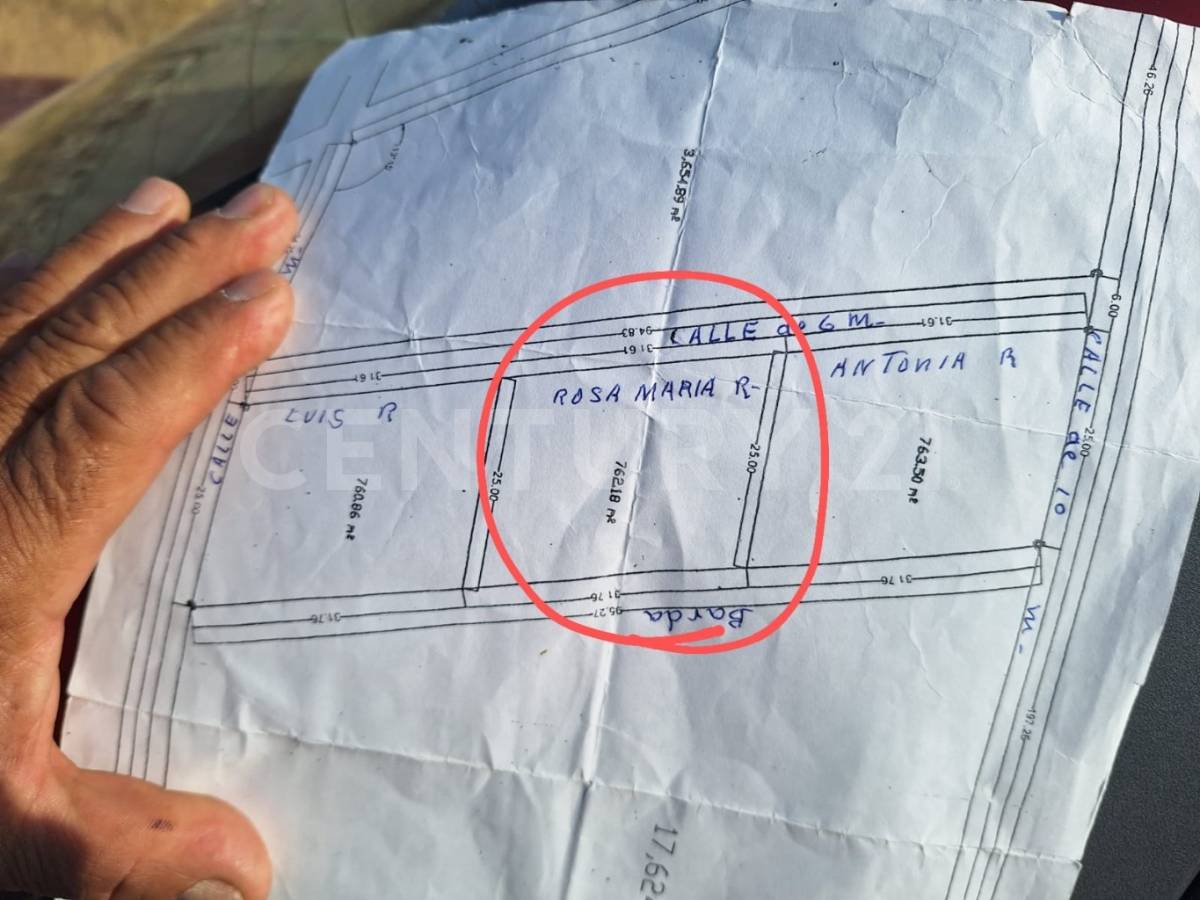 46.26
117.10
3,654.89 m²
M-
6.00
94.83
CALLE de 6 M-
31.61
31.61
31.61
CALLE
LUIS R
ROSA MARIA R-
ANTONIA R
CALLE de 10
M-
CENTURY 21
25.00
25.00
25.00
25.00
760.86 m²
762.18 m²
763.50 m²
31.76
31.76
31.76
95.27
Barda
197.26